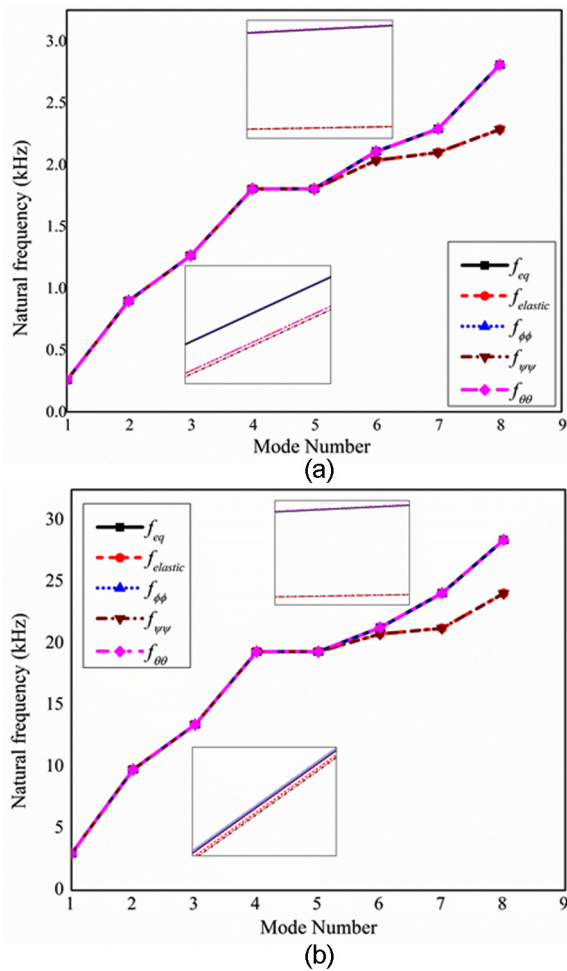 3.0
2.5
2.0
1.5
1.0
0.5
0.0
Natural frequency (kHz)
f_eq
f_elastic
f_ϕϕ
f_ψψ
f_θθ
1 2 3 4 5 6 7 8 9
Mode Number
(a)
30
25
20
15
10
5
0
Natural frequency (kHz)
f_eq
f_elastic
f_ϕϕ
f_ψψ
f_θθ
1 2 3 4 5 6 7 8 9
Mode Number
(b)